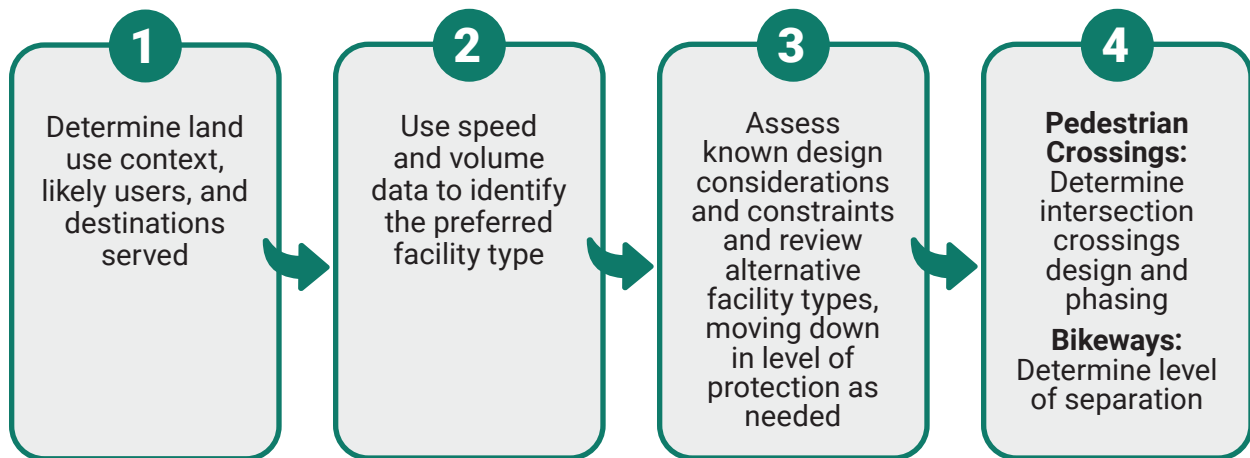 1
Determine land
use context,
likely users, and
destinations
served
2
Use speed
and volume
data to identify
the preferred
facility type
3
Assess
known design
considerations
and constraints
and review
alternative
facility types,
moving down
in level of
protection as
needed
4
Pedestrian
Crossings:
Determine
intersection
crossings
design and
phasing
Bikeways:
Determine level
of separation